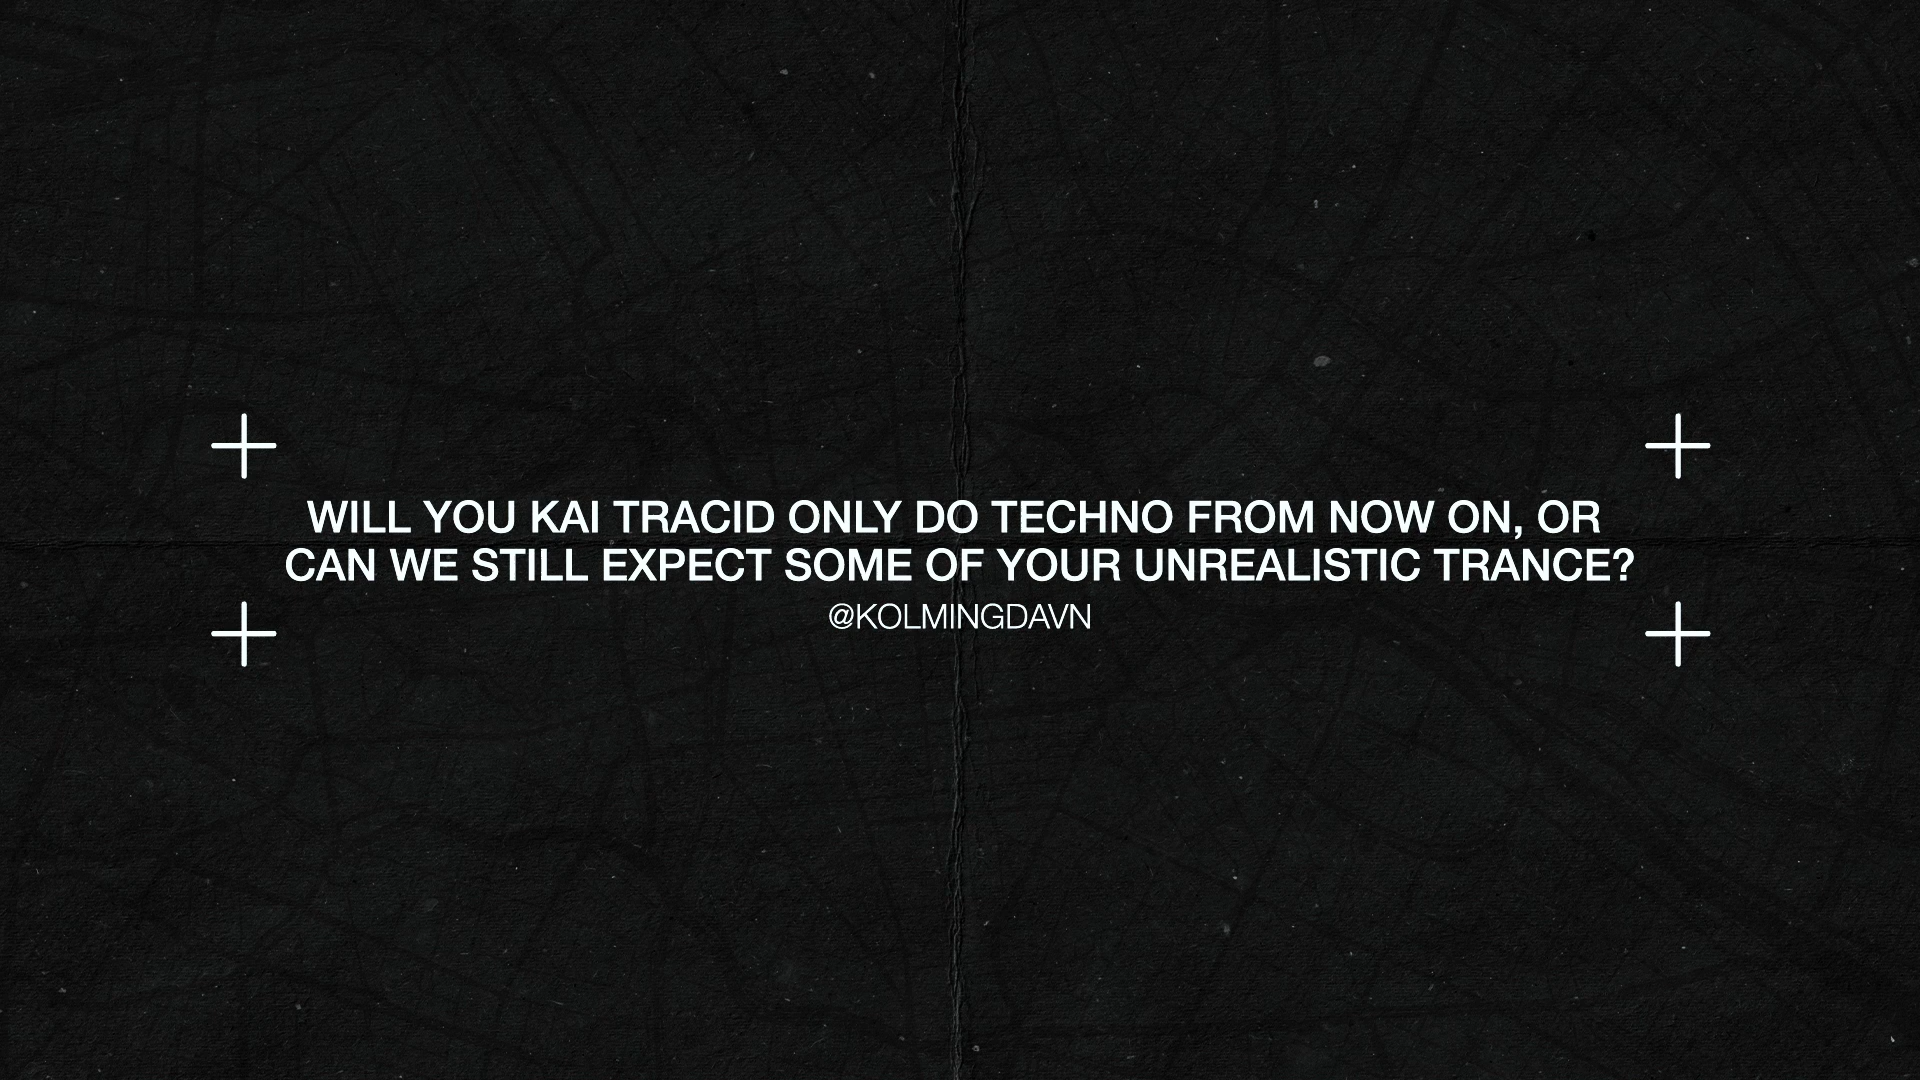 WILL YOU KAI TRACID ONLY DO TECHNO FROM NOW ON, OR
CAN WE STILL EXPECT SOME OF YOUR UNREALISTIC TRANCE?
@KOLMINGDAVN